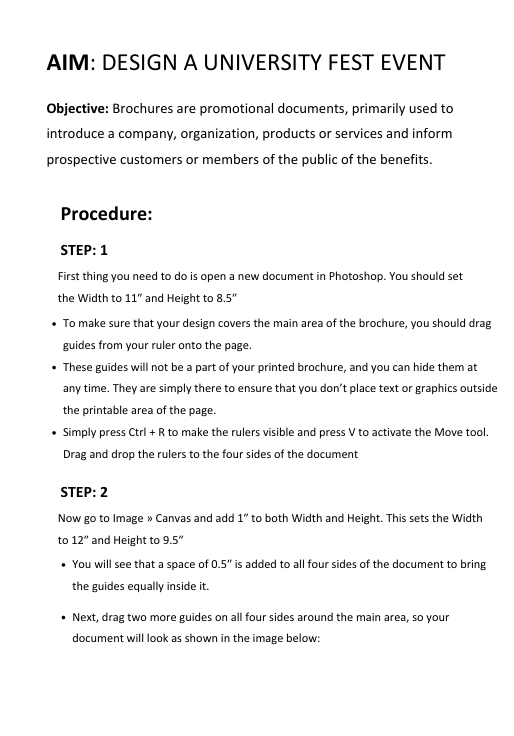 AIM: DESIGN A UNIVERSITY FEST EVENT
Objective: Brochures are promotional documents, primarily used to
introduce a company, organization, products or services and inform
prospective customers or members of the public of the benefits.
Procedure:
STEP: 1
First thing you need to do is open a new document in Photoshop. You should set
the Width to 11” and Height to 8.5”
• To make sure that your design covers the main area of the brochure, you should drag
guides from your ruler onto the page.
• These guides will not be a part of your printed brochure, and you can hide them at
any time. They are simply there to ensure that you don’t place text or graphics outside
the printable area of the page.
• Simply press Ctrl + R to make the rulers visible and press V to activate the Move tool.
Drag and drop the rulers to the four sides of the document
STEP: 2
Now go to Image » Canvas and add 1” to both Width and Height. This sets the Width
to 12” and Height to 9.5”
• You will see that a space of 0.5” is added to all four sides of the document to bring
the guides equally inside it.
• Next, drag two more guides on all four sides around the main area, so your
document will look as shown in the image below: